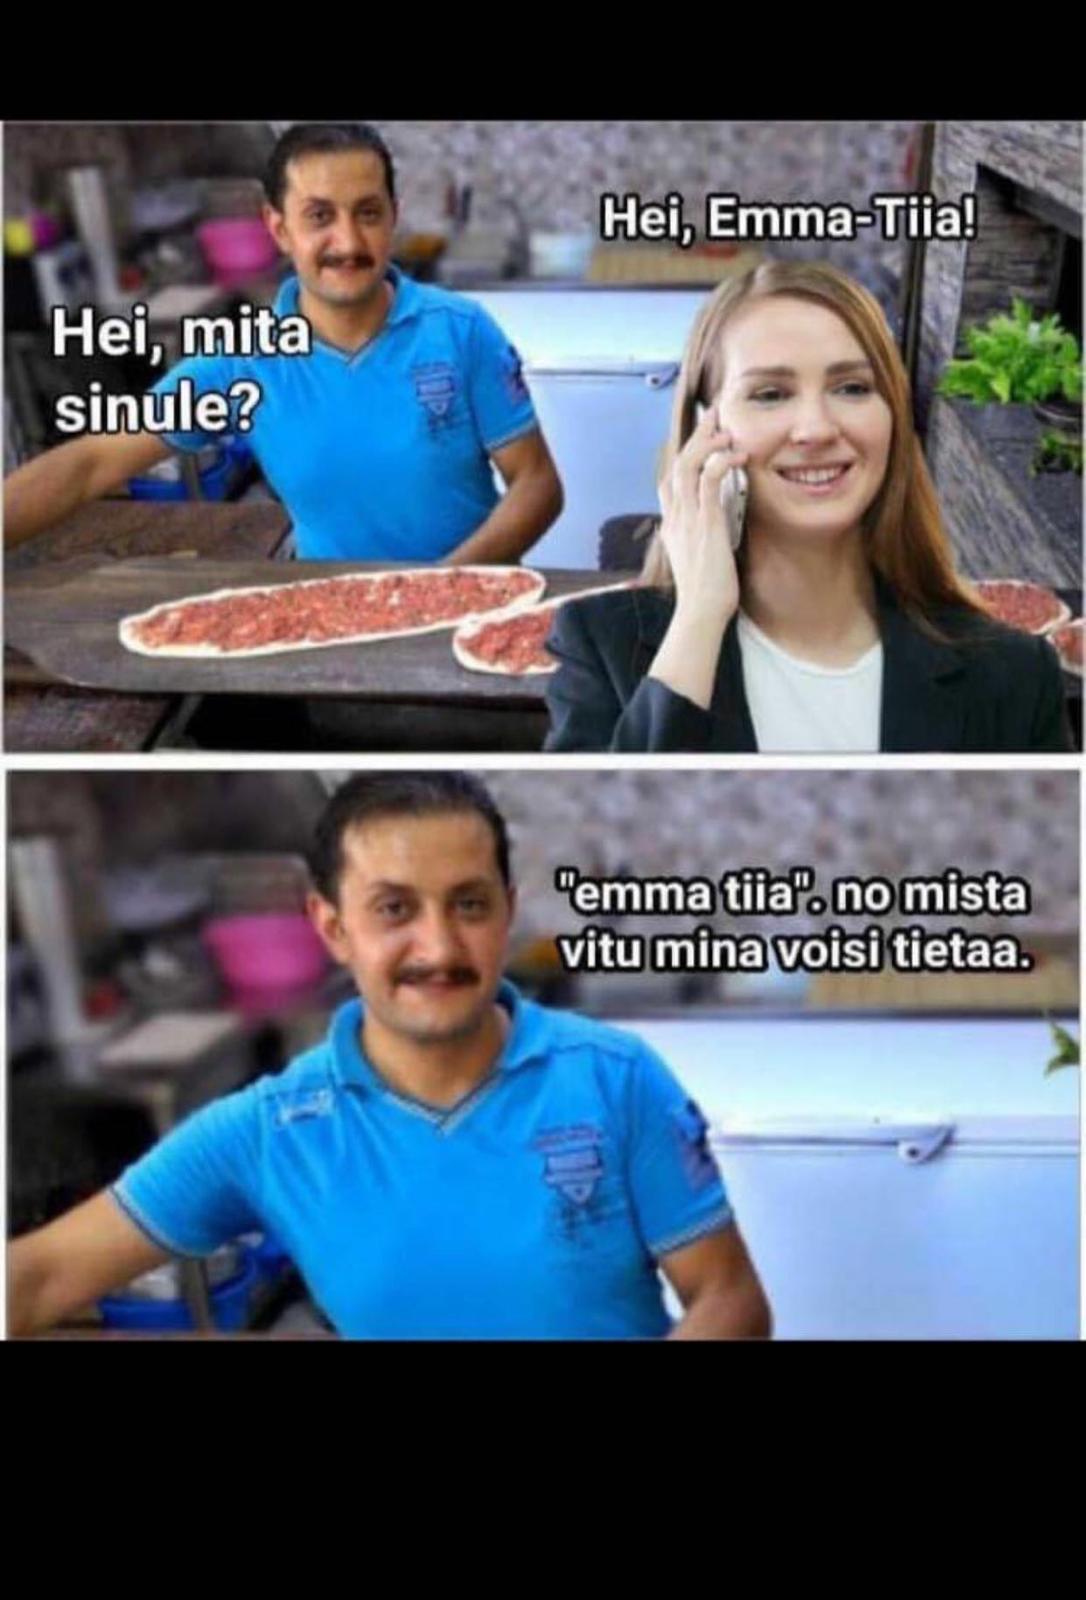 Hei, mita
sinule?
Hei, Emma-Tiia!
"emma tiia". no mista
vitu mina voisi tietaa.